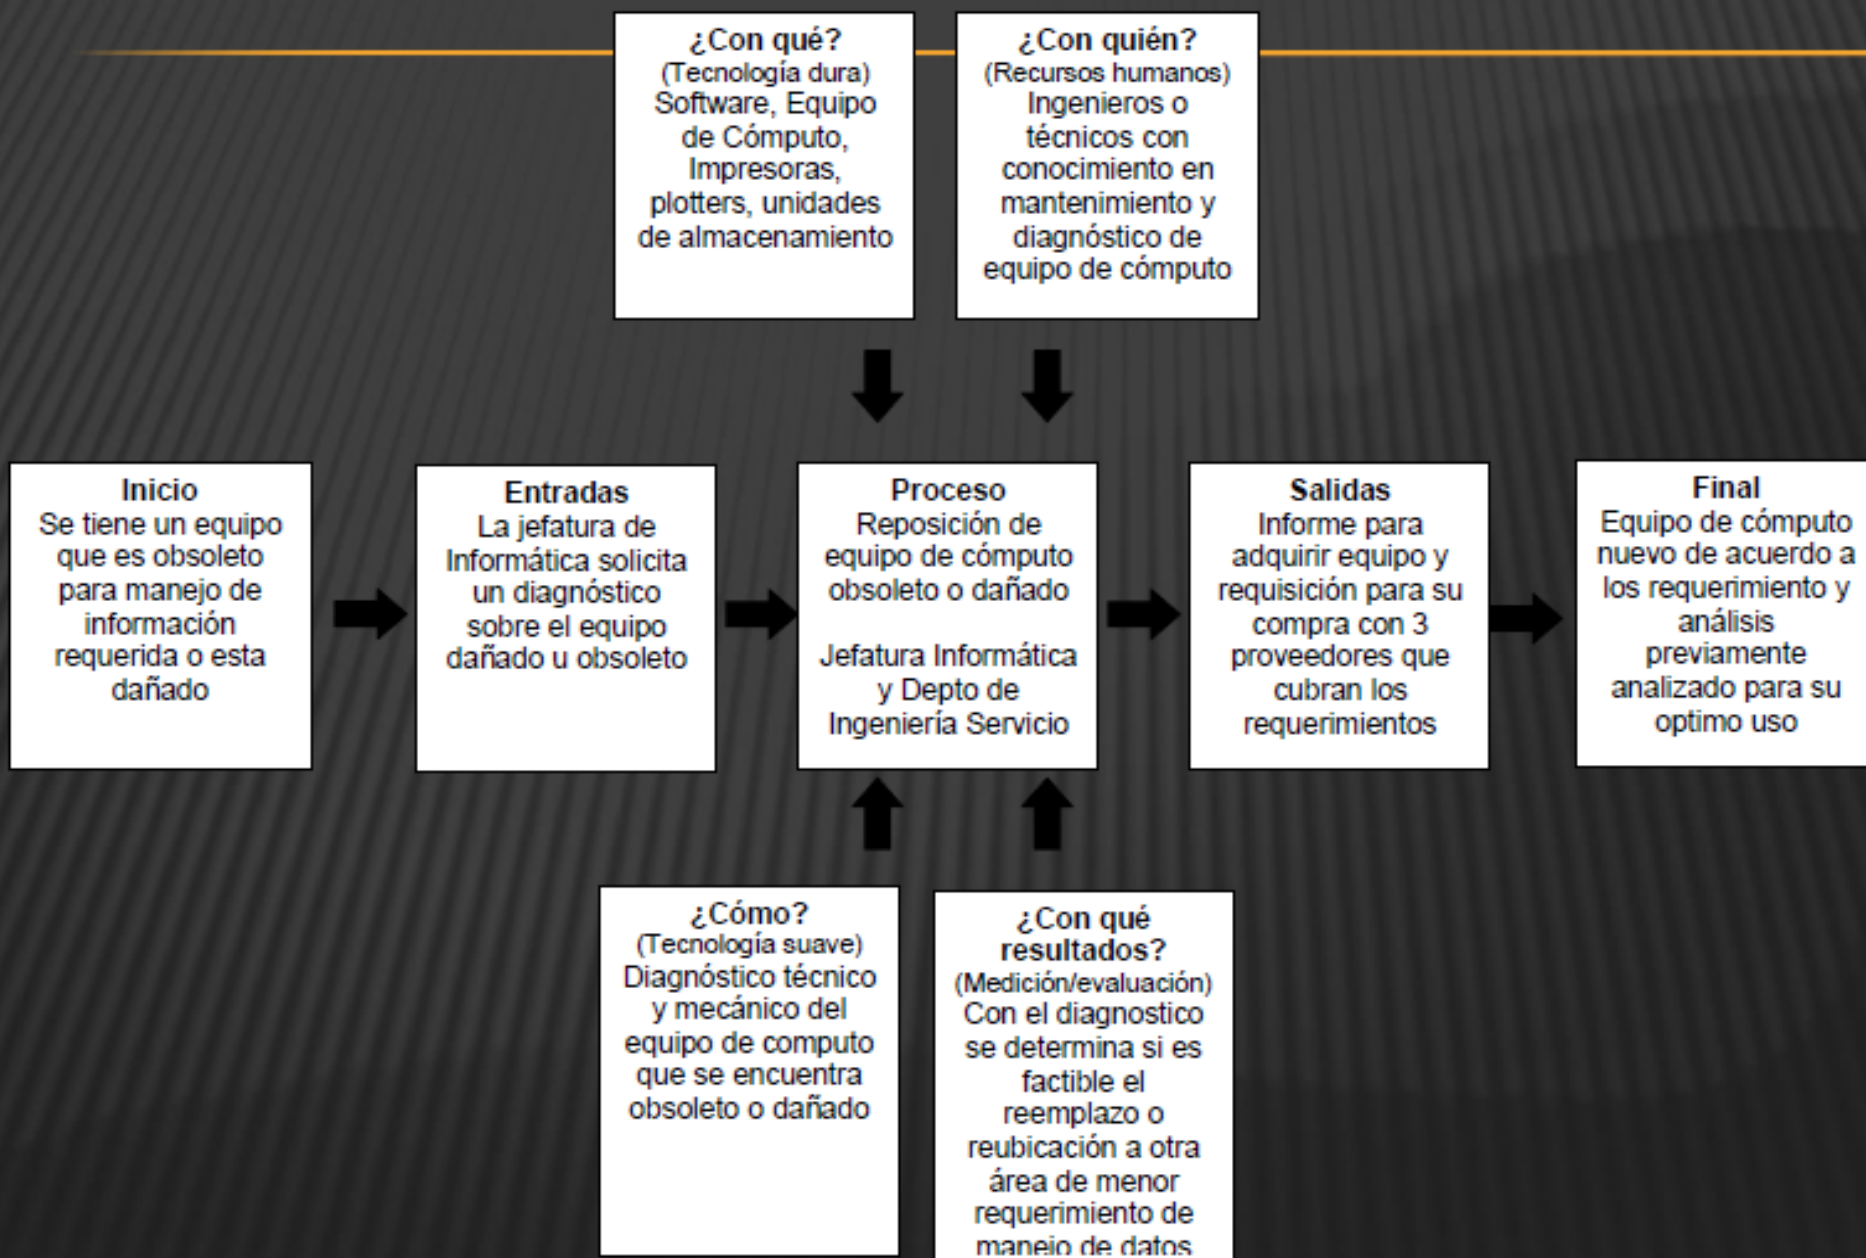 ¿Con qué?
(Tecnología dura)
Software, Equipo
de Cómputo,
Impresoras,
plotters, unidades
de almacenamiento
¿Con quién?
(Recursos humanos)
Ingenieros o
técnicos con
conocimiento en
mantenimiento y
diagnóstico de
equipo de cómputo
Inicio
Se tiene un equipo
que es obsoleto
para manejo de
información
requerida o esta
dañado
Entradas
La jefatura de
Informática solicita
un diagnóstico
sobre el equipo
dañado u obsoleto
Proceso
Reposición de
equipo de cómputo
obsoleto o dañado
Jefatura Informática
y Depto de
Ingeniería Servicio
Salidas
Informe para
adquirir equipo y
requisición para su
compra con 3
proveedores que
cubran los
requerimientos
Final
Equipo de cómputo
nuevo de acuerdo a
los requerimiento y
análisis
previamente
analizado para su
optimo uso
¿Cómo?
(Tecnología suave)
Diagnóstico técnico
y mecánico del
equipo de computo
que se encuentra
obsoleto o dañado
¿Con qué
resultados?
(Medición/evaluación)
Con el diagnostico
se determina si es
factible el
reemplazo o
reubicación a otra
área de menor
requerimiento de
manejo de datos